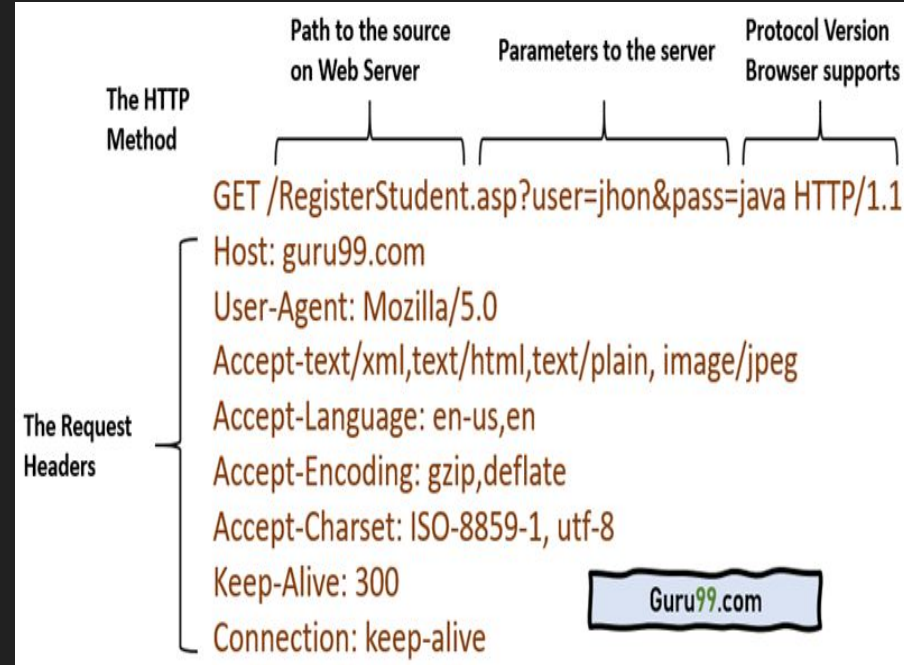 Path to the source
on Web Server
Parameters to the server
Protocol Version
Browser supports
The HTTP
Method
GET /RegisterStudent.asp?user=jhon&pass=java HTTP/1.1
Host: guru99.com
User-Agent: Mozilla/5.0
Accept-text/xml,text/html,text/plain, image/jpeg
Accept-Language: en-us,en
Accept-Encoding: gzip,deflate
Accept-Charset: ISO-8859-1, utf-8
Keep-Alive: 300
Connection: keep-alive
The Request
Headers
Guru99.com